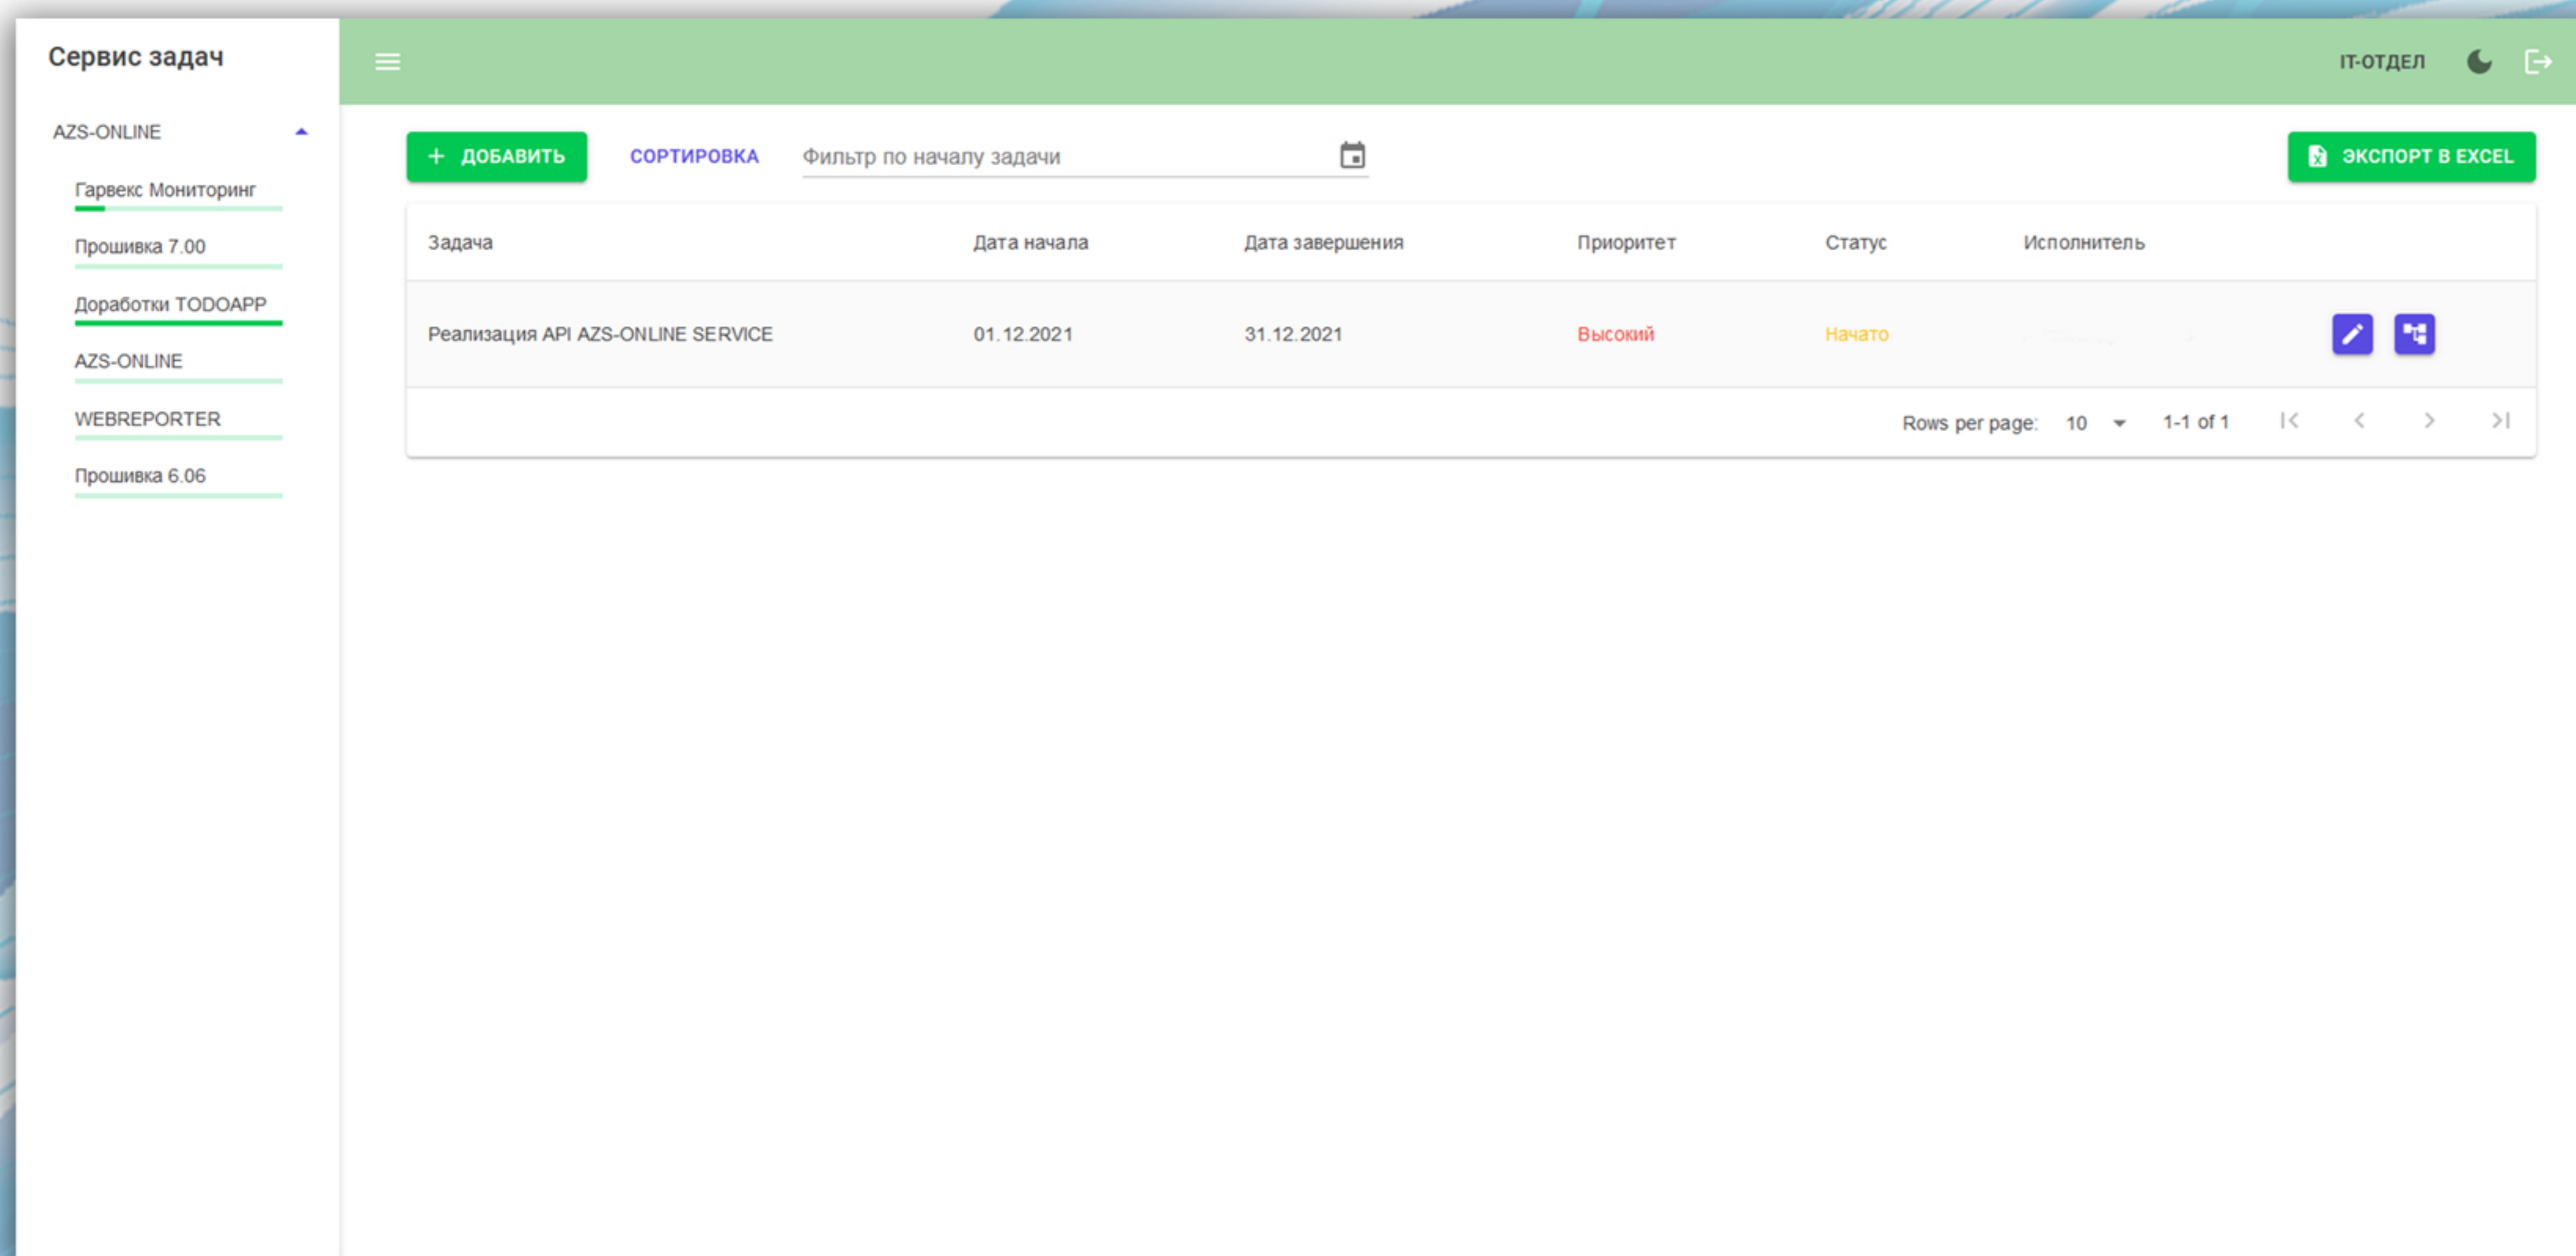 Сервис задач
IT-ОТДЕЛ
AZS-ONLINE
Гарвекс Мониторинг
Прошивка 7.00
Доработки TODOAPP
AZS-ONLINE
WEBREPORTER
Прошивка 6.06
+ ДОБАВИТЬ СОРТИРОВКА Фильтр по началу задачи ЭКСПОРТ В EXCEL
Задача Дата начала Дата завершения Приоритет Статус Исполнитель
Реализация API AZS-ONLINE SERVICE 01.12.2021 31.12.2021 Высокий Начато
Rows per page: 10 1-1 of 1